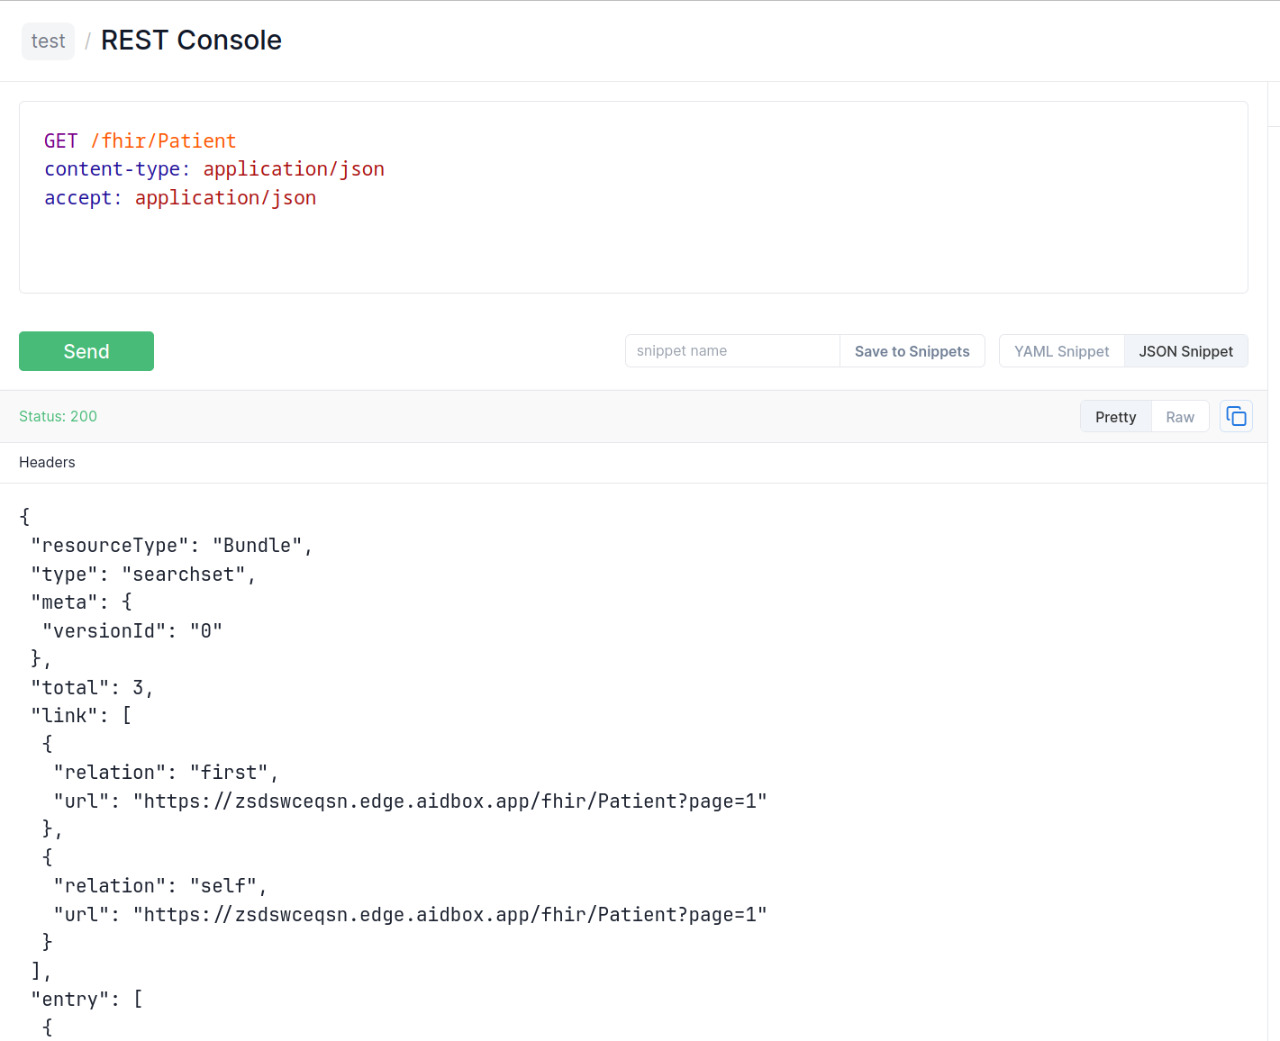 test / REST Console
GET /fhir/Patient
content-type: application/json
accept: application/json
Send
snippet name
Save to Snippets
YAML Snippet
JSON Snippet
Status: 200
Pretty
Raw
Headers
{
"resourceType": "Bundle",
"type": "searchset",
"meta": {
"versionId": "0"
},
"total": 3,
"link": [
{
"relation": "first",
"url": "https://zsdswceqsn.edge.aidbox.app/fhir/Patient?page=1"
},
{
"relation": "self",
"url": "https://zsdswceqsn.edge.aidbox.app/fhir/Patient?page=1"
}
],
"entry": [
{